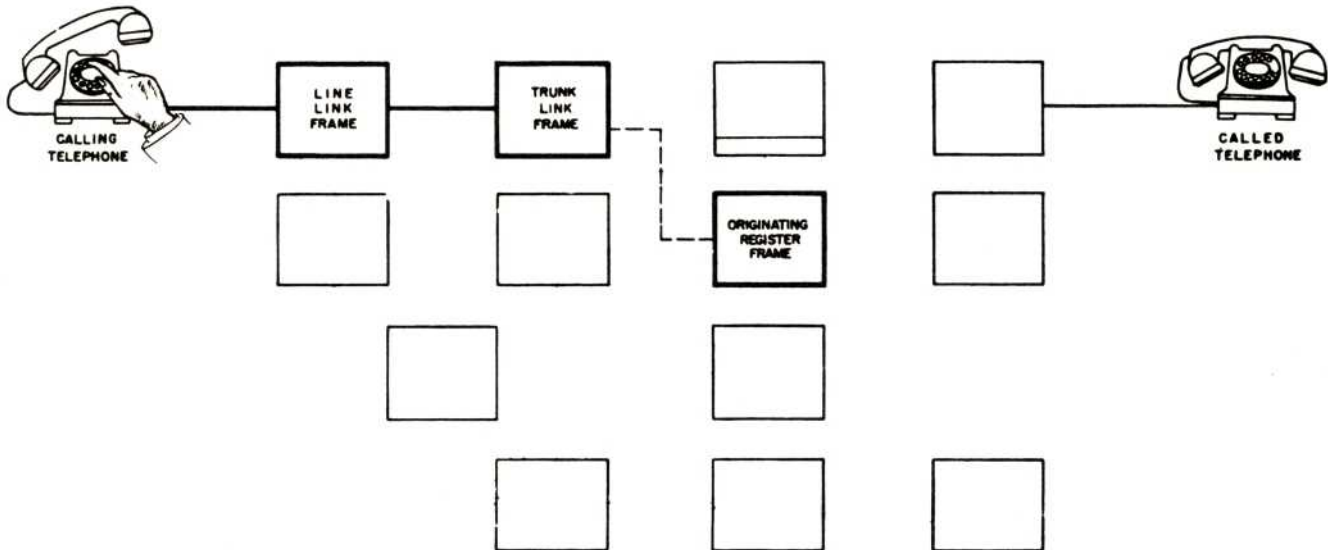 CALLING
TELEPHONE
LINE
LINK
FRAME
TRUNK
LINK
FRAME
ORIGINATING
REGISTER
FRAME
CALLED
TELEPHONE